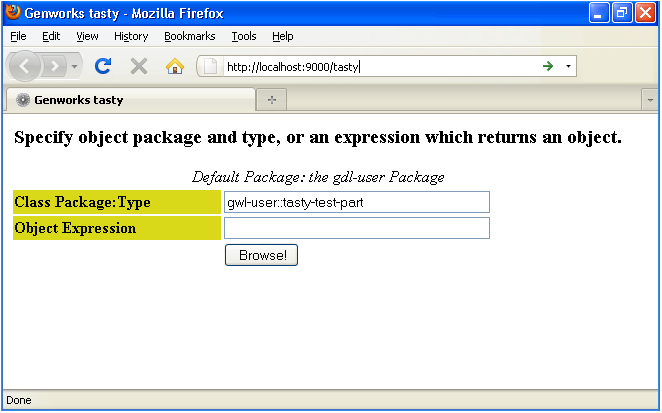 Genworks tasty - Mozilla Firefox
File Edit View History Bookmarks Tools Help
http://localhost:9000/tasty
Genworks tasty
Specify object package and type, or an expression which returns an object.
Default Package: the gdl-user Package
Class Package:Type gwl-user::tasty-test-part
Object Expression
Browse!
Done